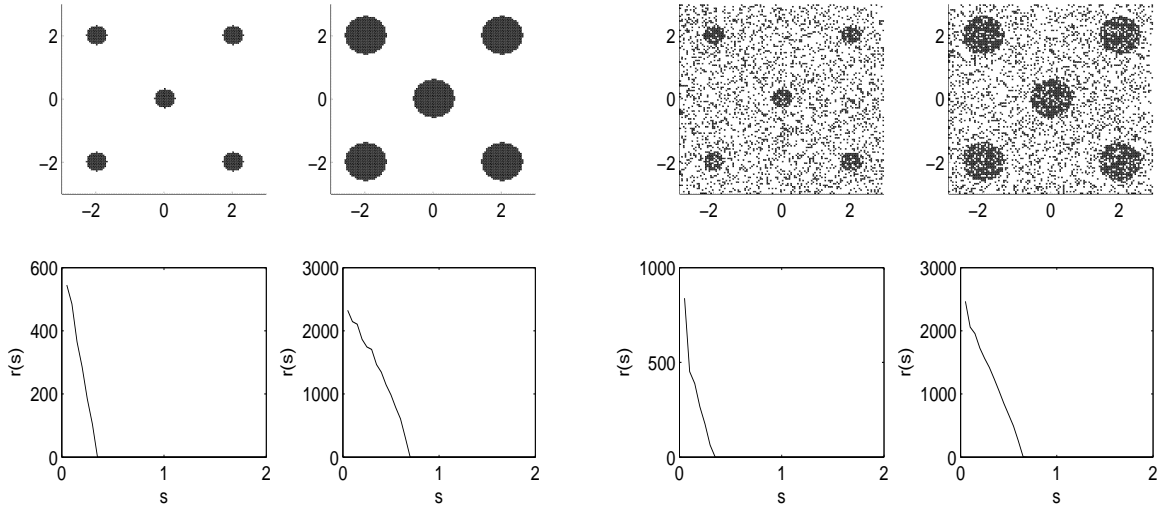 2 2 2 2
0 0 0 0
−2 −2 −2 −2
−2 0 2 −2 0 2 −2 0 2 −2 0 2
600 3000 1000 3000
400 2000 500 2000
200 1000 1000
0 0 0 0
r(s) r(s) r(s) r(s)
0 1 2 0 1 2 0 1 2 0 1 2
s s s s